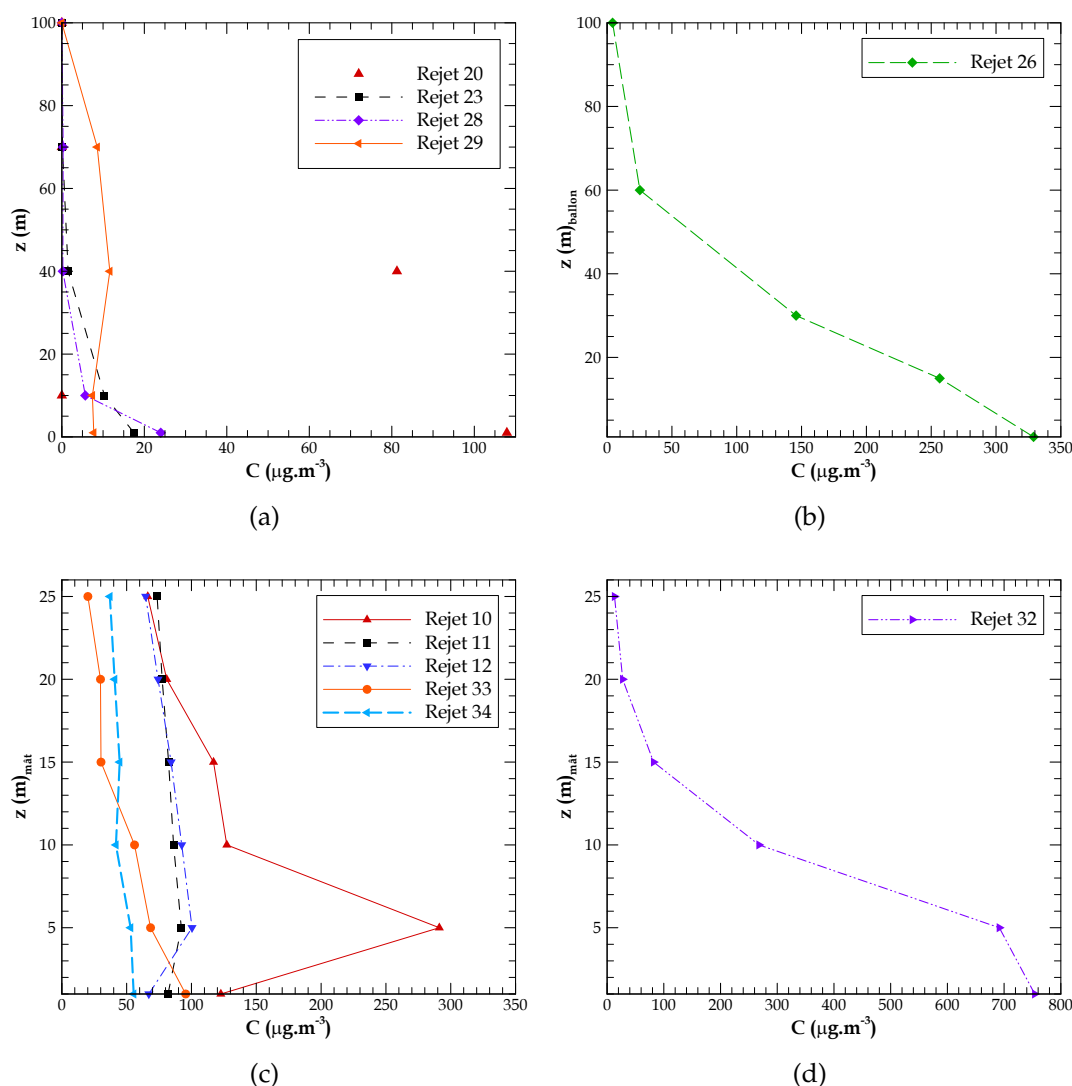 100
80
60
40
20
0
z (m)
0 20 40 60 80 100
C (µg.m-3)
Rejet 20
Rejet 23
Rejet 28
Rejet 29
(a)
100
80
60
40
20
z (m)ballon
0 50 100 150 200 250 300 350
C (µg.m-3)
Rejet 26
(b)
25
20
15
10
5
z (m)mât
0 50 100 150 200 250 300 350
C (µg.m-3)
Rejet 10
Rejet 11
Rejet 12
Rejet 33
Rejet 34
(c)
25
20
15
10
5
z (m)mât
0 100 200 300 400 500 600 700 800
C (µg.m-3)
Rejet 32
(d)